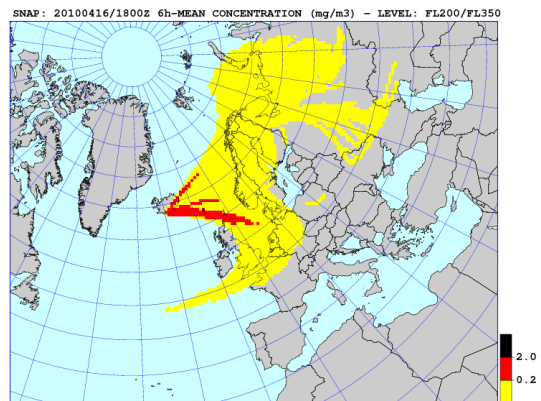 SNAP: 20100416/1800Z 6h-MEAN CONCENTRATION (mg/m3) - LEVEL: FL200/FL350
2.0
0.2